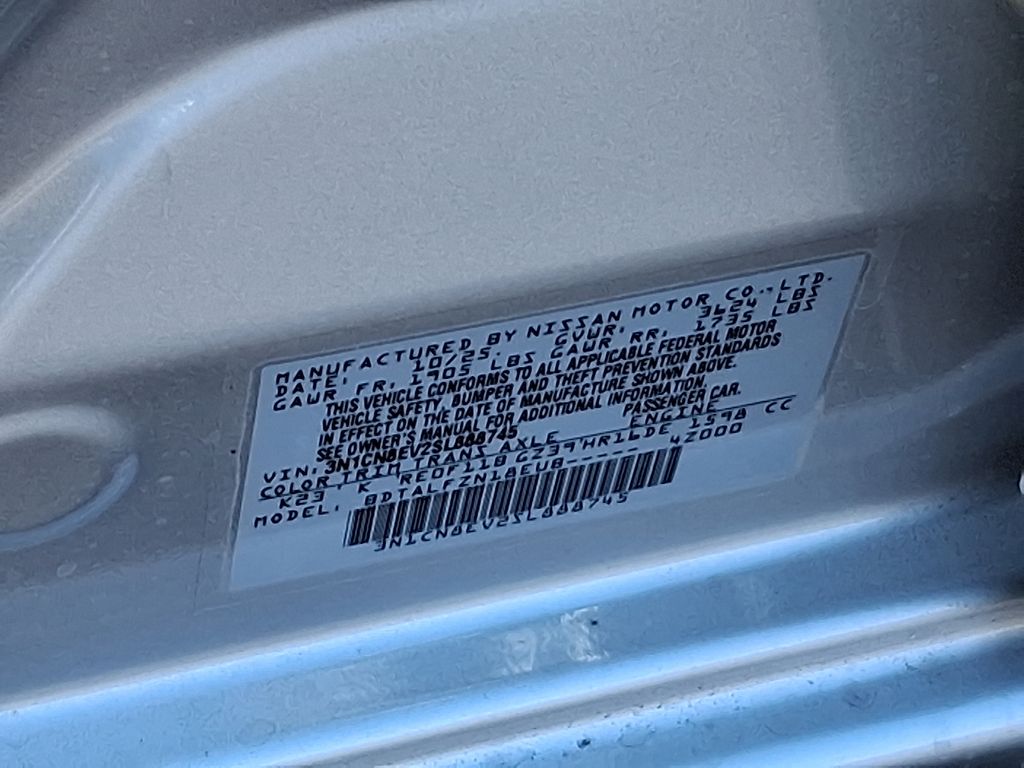 MANUFACTURED BY NISSAN MOTOR CO., LTD.
DATE: 10/25. GVWR: 3624 LBS
GAWR FR. 1905 LBS GAWR RR. 1735 LBS
THIS VEHICLE CONFORMS TO ALL APPLICABLE FEDERAL MOTOR
VEHICLE SAFETY, BUMPER AND THEFT PREVENTION STANDARDS
IN EFFECT ON THE DATE OF MANUFACTURE SHOWN ABOVE.
SEE OWNER'S MANUAL FOR ADDITIONAL INFORMATION.
VIN: 3N1CN8EV2SL888745 PASSENGER CAR.
COLOR TRIM TRANS AXLE ENGINE
K23 K RE0F11B GZ39 HR16DE 1598 CC
MODEL: BDTALFZN18EUB------ 4Z000
3N1CN8EV2SL888745